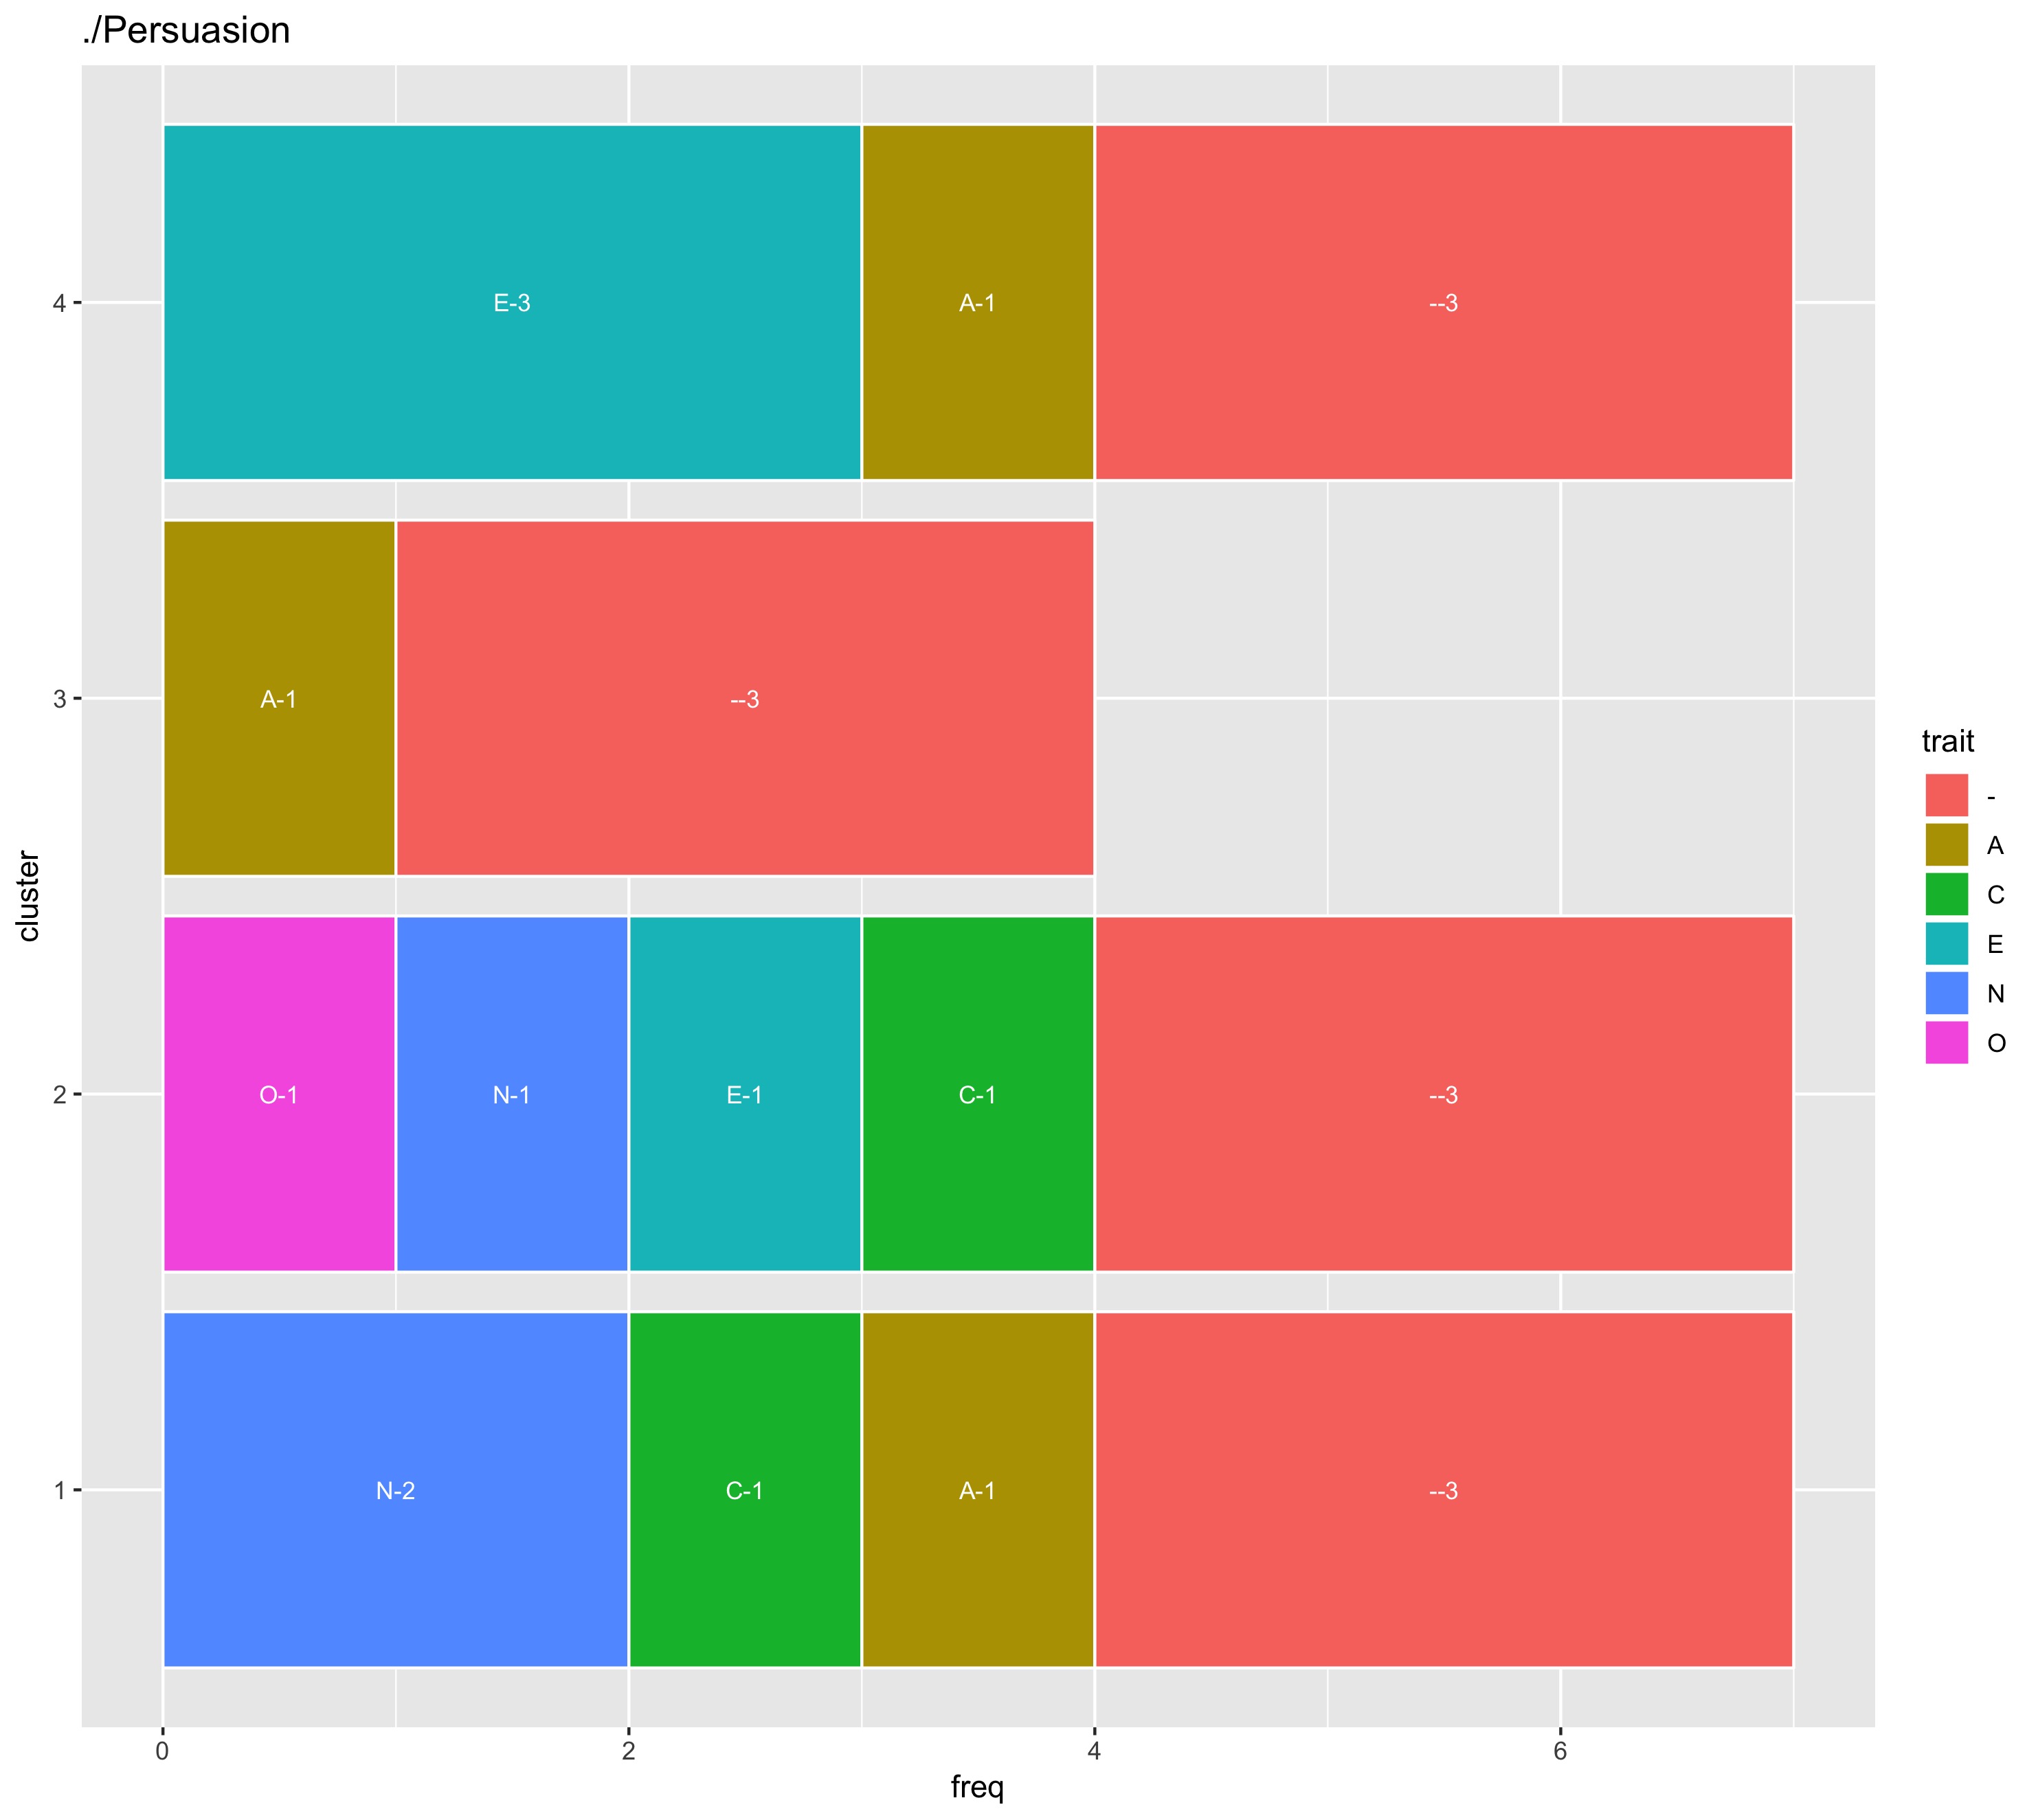 ./Persuasion
4
E-3
A-1
--3
3
A-1
--3
2
O-1
N-1
E-1
C-1
--3
1
N-2
C-1
A-1
--3
0
2
4
6
freq
cluster
trait
-
A
C
E
N
O